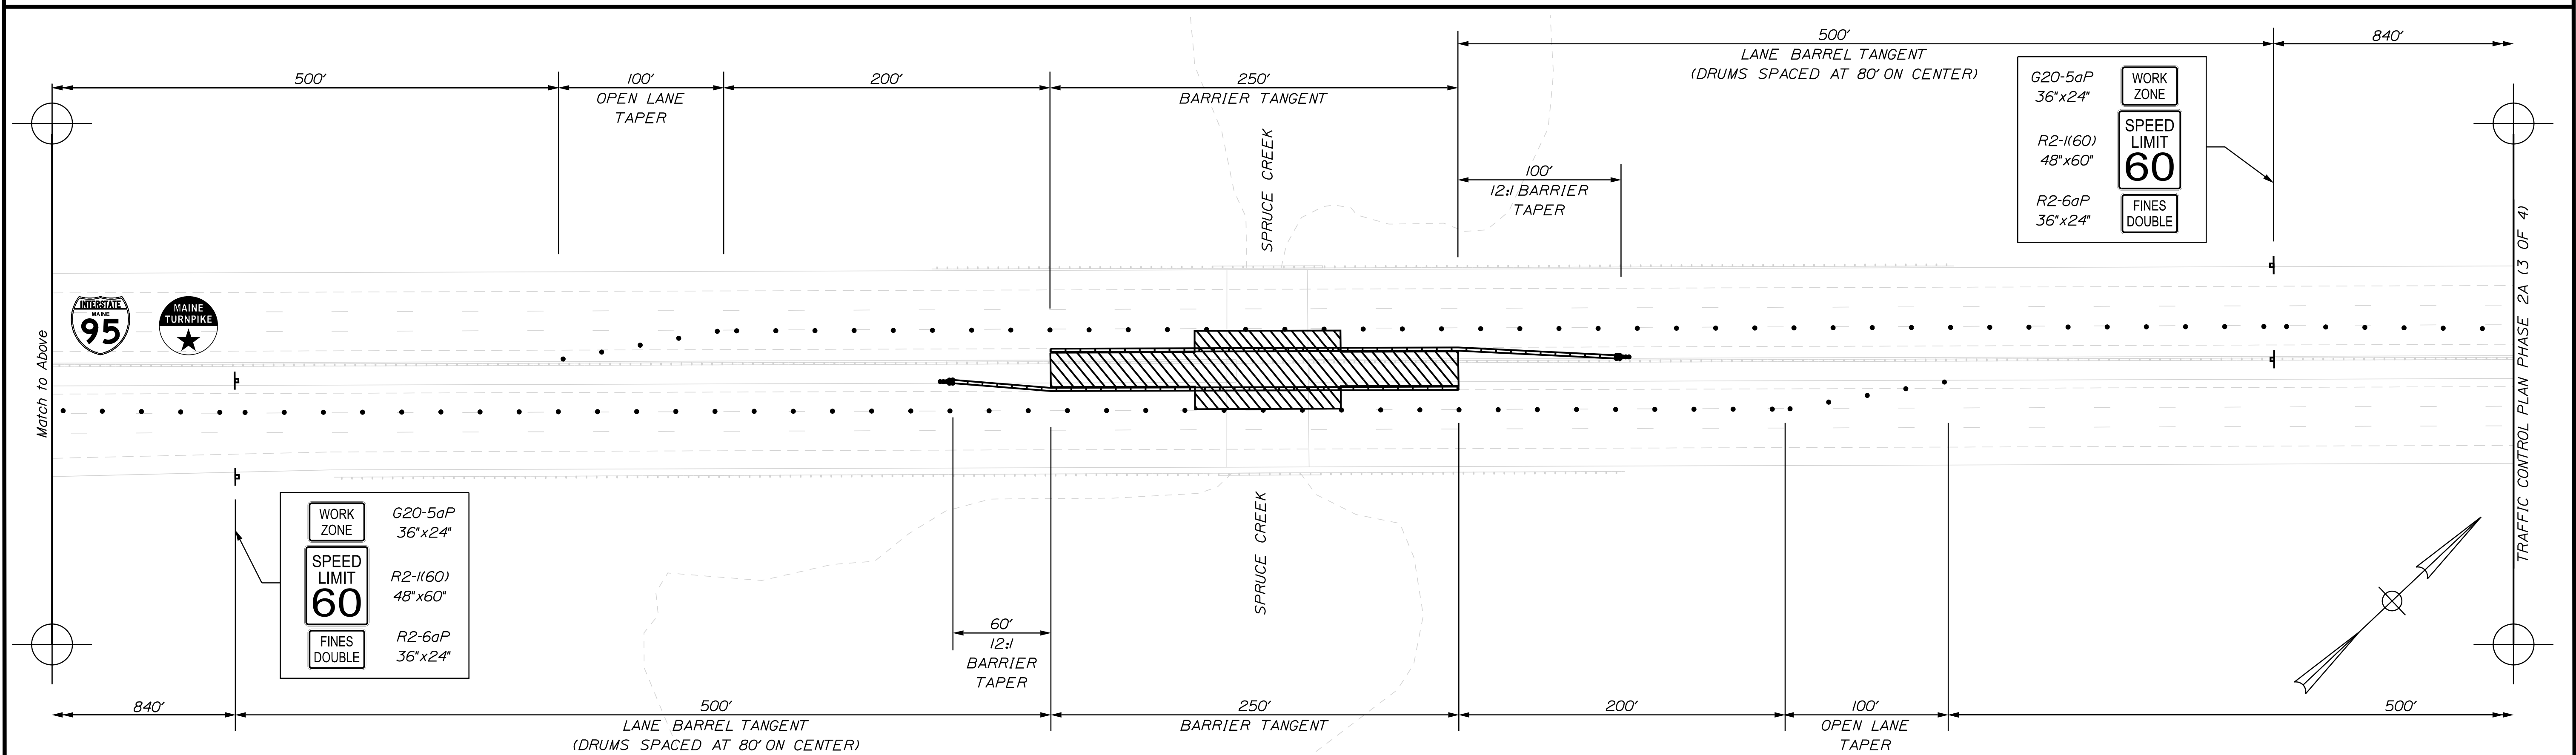 500'
LANE BARREL TANGENT
(DRUMS SPACED AT 80' ON CENTER)
840'
500'
100'
OPEN LANE
TAPER
200'
250'
BARRIER TANGENT
G20-5aP
36"x24"
WORK
ZONE
R2-1(60)
48"x60"
SPEED
LIMIT
60
R2-6aP
36"x24"
FINES
DOUBLE
SPRUCE CREEK
100'
12:1 BARRIER
TAPER
Match to Above
INTERSTATE
MAINE
95
MAINE
TURNPIKE
TRAFFIC CONTROL PLAN PHASE 2A (3 OF 4)
WORK
ZONE
G20-5aP
36"x24"
SPEED
LIMIT
60
R2-1(60)
48"x60"
FINES
DOUBLE
R2-6aP
36"x24"
SPRUCE CREEK
60'
12:1
BARRIER
TAPER
840'
500'
LANE BARREL TANGENT
(DRUMS SPACED AT 80' ON CENTER)
250'
BARRIER TANGENT
200'
100'
OPEN LANE
TAPER
500'